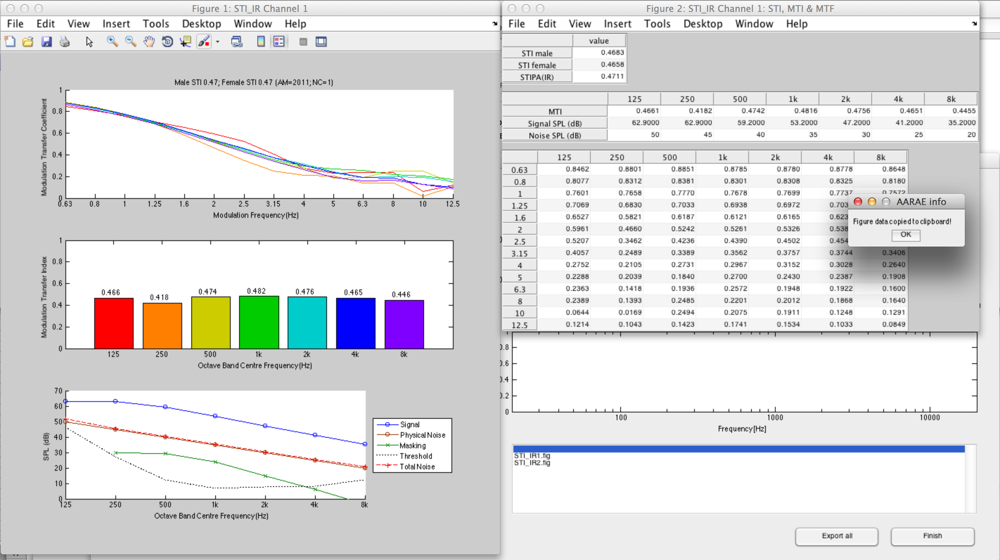 Figure 1: STI_IR Channel 1
File Edit View Insert Tools Desktop Window Help
Male STI 0.47; Female STI 0.47 (AM=2011; NC=1)
Modulation Transfer Coefficient
1
0.8
0.6
0.4
0.2
0
0.63 0.8 1 1.25 1.6 2 2.5 3.15 4 5 6.3 8 10 12.5
Modulation Frequency (Hz)
Modulation Transfer Index
1
0.8
0.6
0.4
0.2
0
0.466 0.418 0.474 0.482 0.476 0.465 0.446
125 250 500 1k 2k 4k 8k
Octave Band Centre Frequency (Hz)
SPL (dB)
70
60
50
40
30
20
10
0
125 250 500 1k 2k 4k 8k
Octave Band Centre Frequency (Hz)
Signal
Physical Noise
Masking
Threshold
Total Noise
Figure 2: STI_IR Channel 1: STI, MTI & MTF
File Edit View Insert Tools Desktop Window Help
value
STI male 0.4683
STI female 0.4658
STIPA(IR) 0.4711
125 250 500 1k 2k 4k 8k
MTI 0.4661 0.4182 0.4742 0.4816 0.4756 0.4651 0.4455
Signal SPL (dB) 62.9000 62.9000 59.2000 53.2000 47.2000 41.2000 35.2000
Noise SPL (dB) 50 45 40 35 30 25 20
125 250 500 1k 2k 4k 8k
0.63 0.8462 0.8801 0.8851 0.8785 0.8780 0.8778 0.8648
0.8 0.8077 0.8312 0.8381 0.8301 0.8308 0.8325 0.8180
1 0.7601 0.7658 0.7770 0.7678 0.7699 0.7737 0.7572
1.25 0.7069 0.6830 0.7033 0.6938 0.6972 0.703
1.6 0.6527 0.5821 0.6187 0.6121 0.6165 0.623
2 0.5961 0.4660 0.5242 0.5261 0.5326 0.538
2.5 0.5207 0.3462 0.4236 0.4390 0.4502 0.454
3.15 0.4057 0.2489 0.3389 0.3562 0.3757 0.3744 0.3406
4 0.2752 0.2105 0.2731 0.2967 0.3152 0.3028 0.2640
5 0.2288 0.2039 0.1840 0.2700 0.2430 0.2387 0.1908
6.3 0.2363 0.1418 0.1936 0.2572 0.1948 0.1922 0.1600
8 0.2389 0.1393 0.2485 0.2201 0.2012 0.1868 0.1640
10 0.0644 0.0169 0.2494 0.2075 0.1911 0.1248 0.1291
12.5 0.1214 0.1043 0.1423 0.1741 0.1534 0.1033 0.0849
AARAE info
Figure data copied to clipboard!
OK
0.8
0.6
0.4
0.2
0
100 1000 10000
Frequency [Hz]
STI_IR1.fig
STI_IR2.fig
Export all Finish